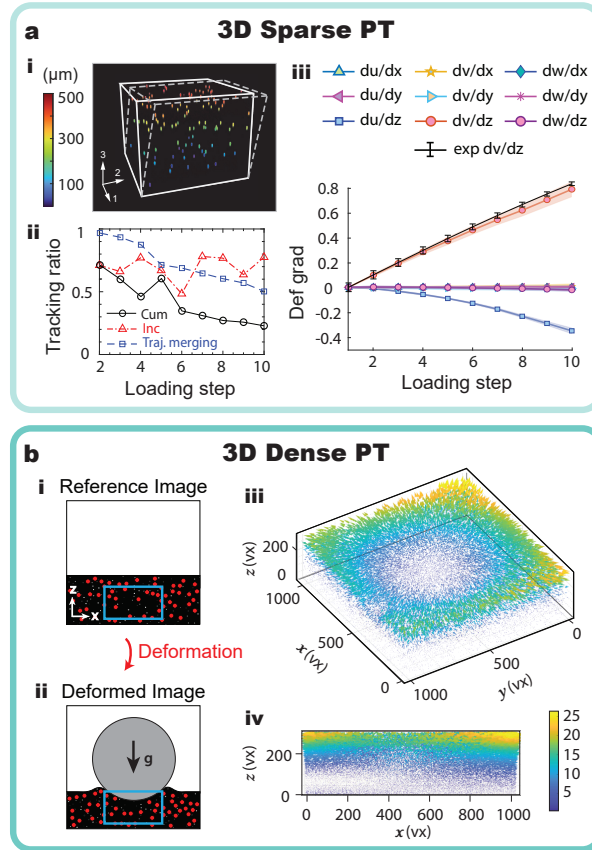 a
3D Sparse PT
i
(μm)
500
300
100
3
2
1
ii
Tracking ratio
1
0.5
0
Cum
Inc
Traj. merging
2 4 6 8 10
Loading step
iii
du/dx dv/dx dw/dx
du/dy dv/dy dw/dy
du/dz dv/dz dw/dz
exp dv/dz
Def grad
0.8
0.6
0.4
0.2
0
-0.2
-0.4
2 4 6 8 10
Loading step
b
3D Dense PT
i
Reference Image
z
x
Deformation
ii
Deformed Image
g
iii
z (vx)
200
0
1000
500
0
x (vx)
1000
500
0
y (vx)
iv
z (vx)
200
0
0 200 400 600 800 1000
x (vx)
25
20
15
10
5